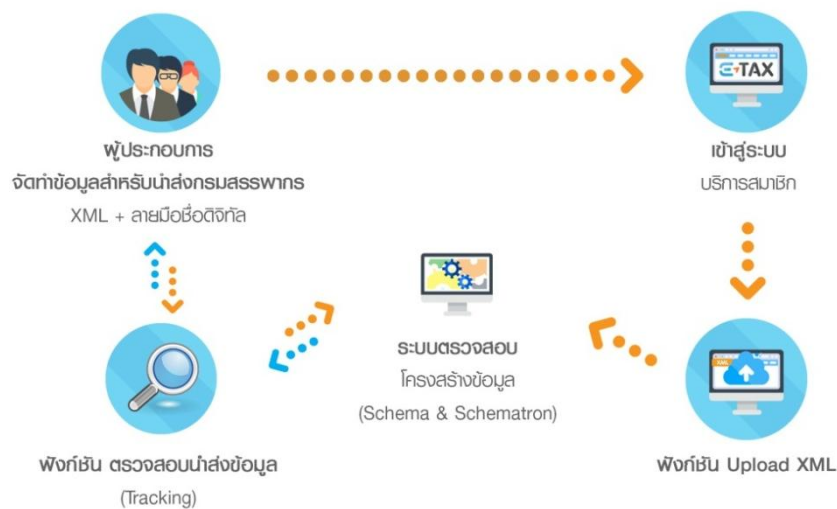 ผู้ประกอบการ
จัดทำข้อมูลสำหรับนำส่งกรมสรรพากร
XML + ลายมือชื่อดิจิทัล
E-TAX
เข้าสู่ระบบ
บริการสมาชิก
ระบบตรวจสอบ
โครงสร้างข้อมูล
(Schema & Schematron)
ฟังก์ชัน ตรวจสอบนำส่งข้อมูล
(Tracking)
XML
ฟังก์ชัน Upload XML